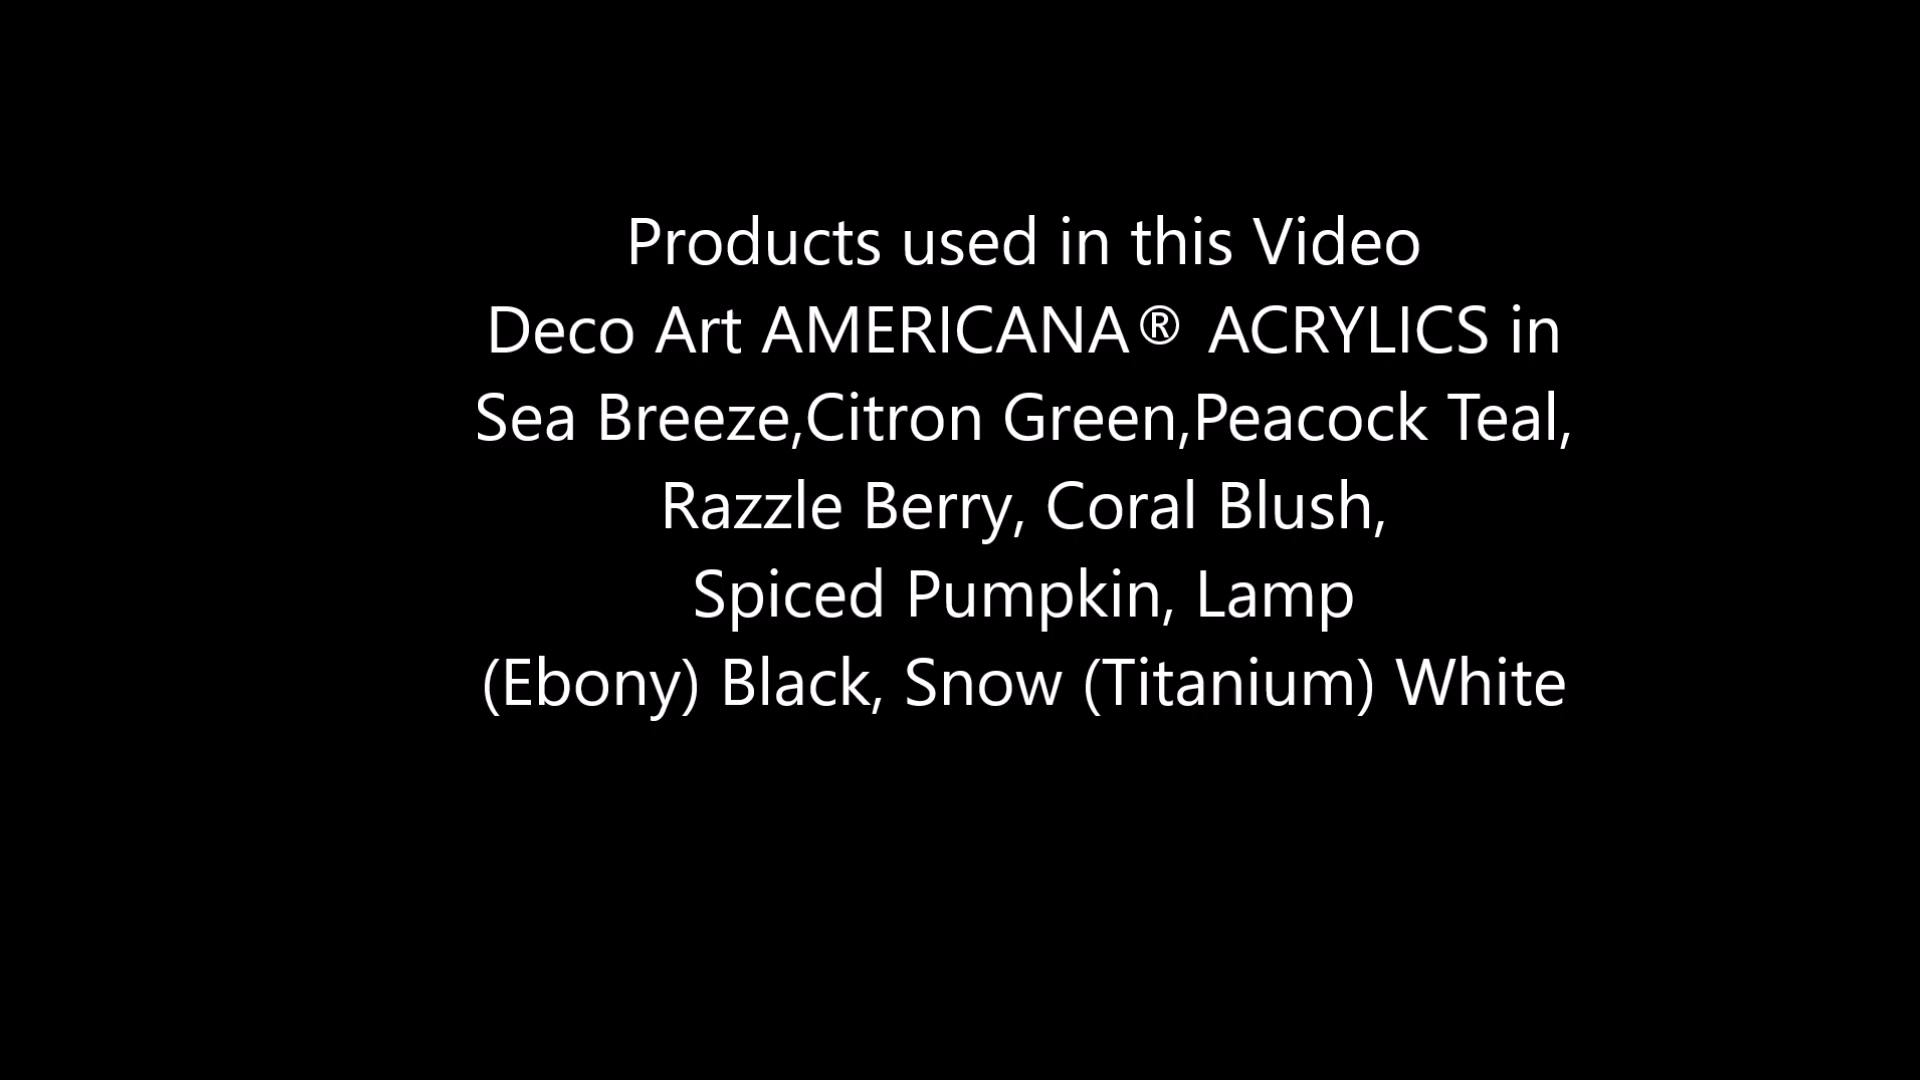 Products used in this Video
Deco Art AMERICANA® ACRYLICS in
Sea Breeze,Citron Green,Peacock Teal,
Razzle Berry, Coral Blush,
Spiced Pumpkin, Lamp
(Ebony) Black, Snow (Titanium) White